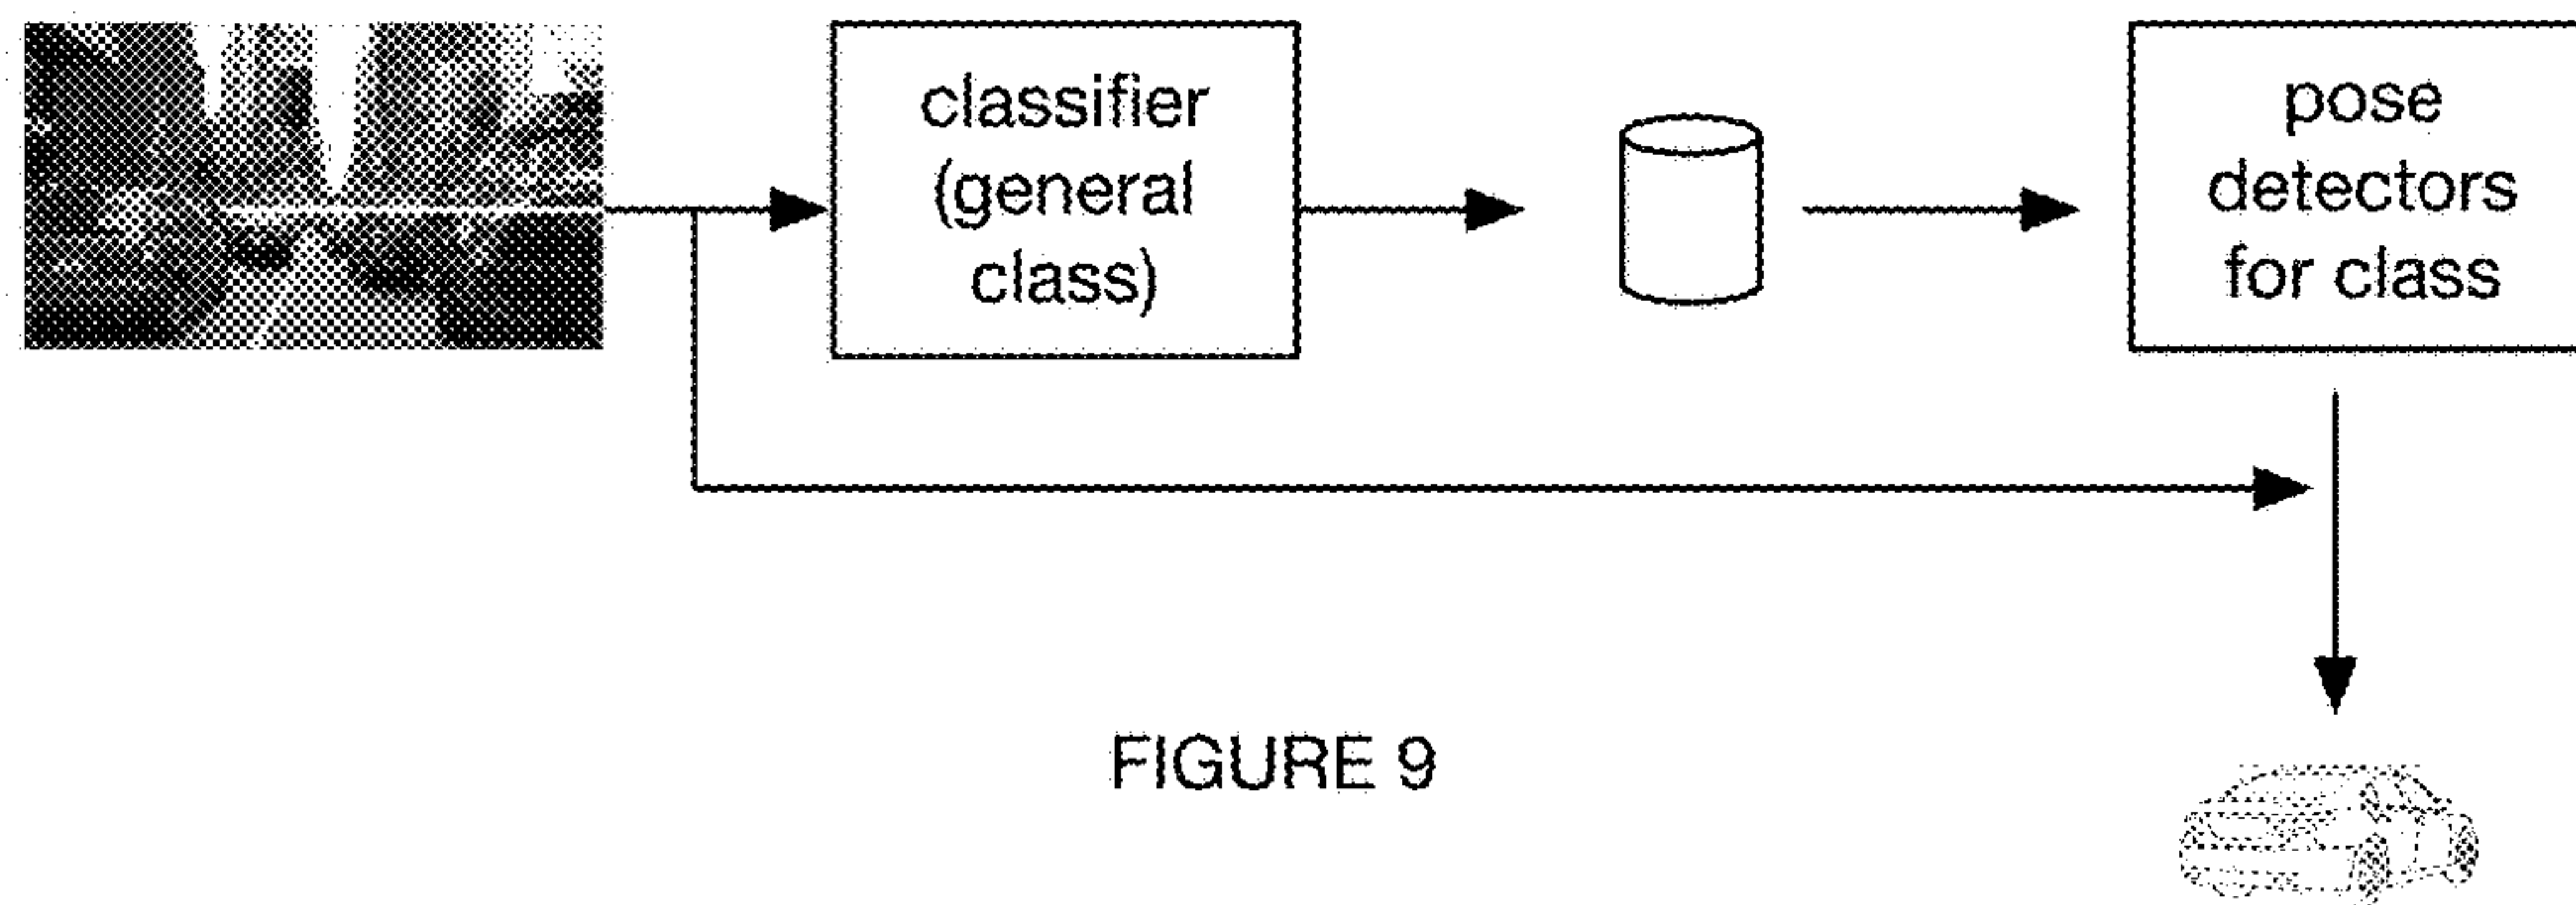 classifier
(general
class)
pose
detectors
for class
FIGURE 9